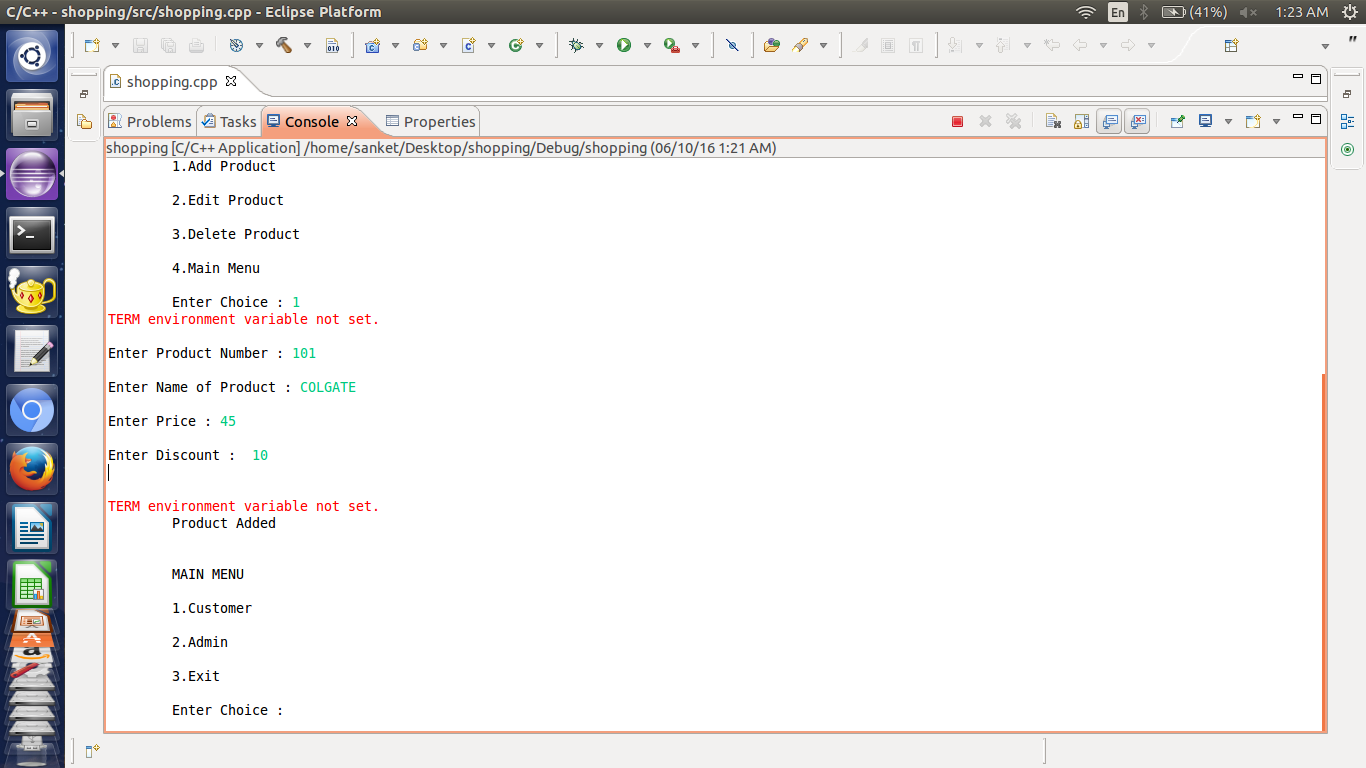 C/C++ - shopping/src/shopping.cpp - Eclipse Platform
En
(41%)
1:23 AM
010
shopping.cpp
Problems
Tasks
Console
Properties
shopping [C/C++ Application] /home/sanket/Desktop/shopping/Debug/shopping (06/10/16 1:21 AM)
1.Add Product
2.Edit Product
3.Delete Product
4.Main Menu
Enter Choice : 1
TERM environment variable not set.
Enter Product Number : 101
Enter Name of Product : COLGATE
Enter Price : 45
Enter Discount :  10
TERM environment variable not set.
Product Added
MAIN MENU
1.Customer
2.Admin
3.Exit
Enter Choice :